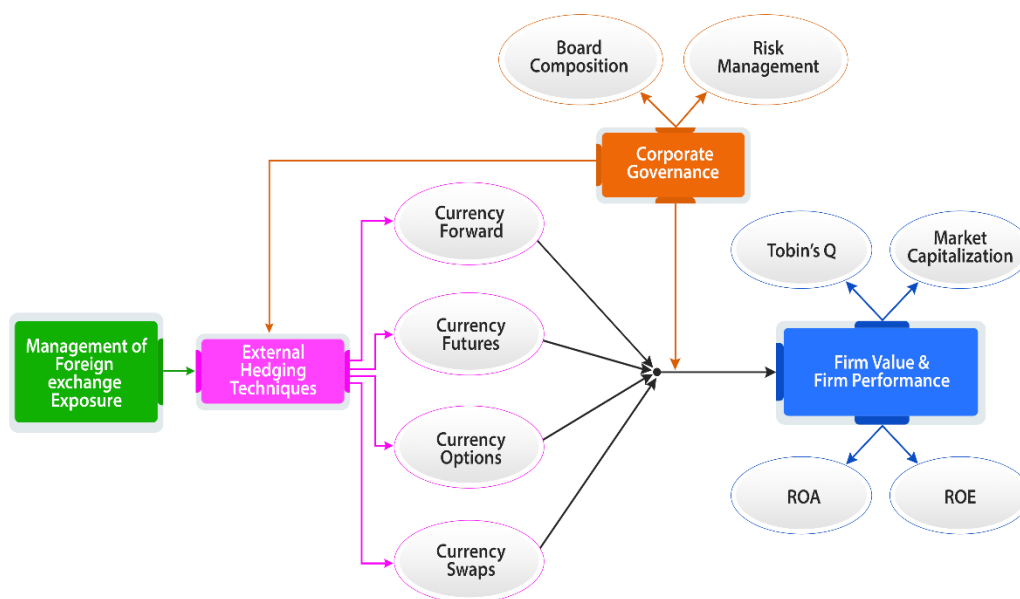 Board
Composition
Risk
Management
Corporate
Governance
Currency
Forward
Tobin's Q
Market
Capitalization
Management of
Foreign
exchange
Exposure
External
Hedging
Techniques
Currency
Futures
Firm Value &
Firm Performance
Currency
Options
ROA
ROE
Currency
Swaps